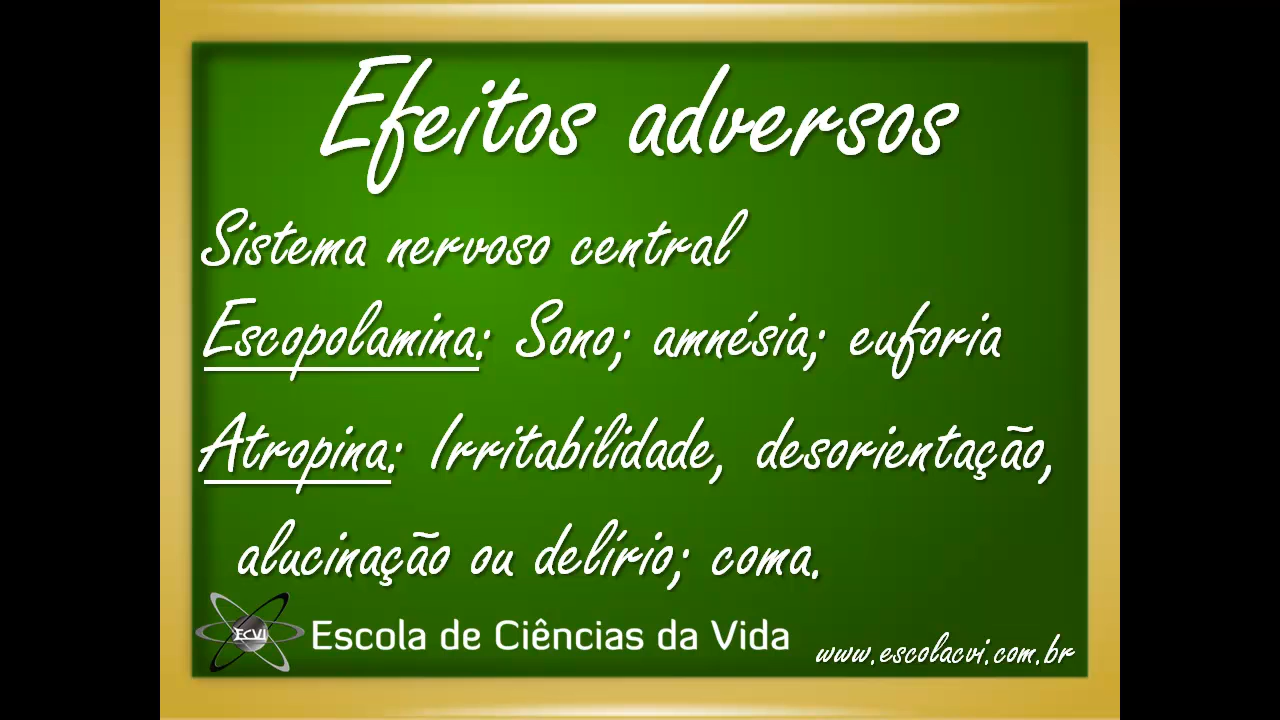 Efeitos adversos
Sistema nervoso central
Escopolamina: Sono; amnésia; euforia
Atropina: Irritabilidade, desorientação,
alucinação ou delírio; coma.
ECVI Escola de Ciências da Vida
www.escolacvi.com.br